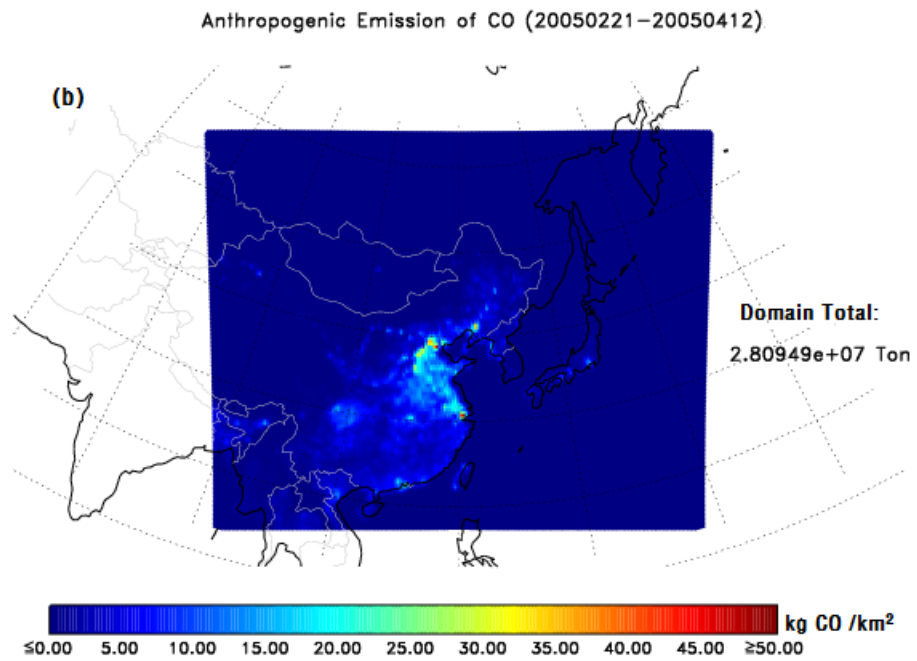 Anthropogenic Emission of CO (20050221-20050412)
(b)
Domain Total:
2.80949e+07 Ton
kg CO /km²
≤0.00 5.00 10.00 15.00 20.00 25.00 30.00 35.00 40.00 45.00 ≥50.00